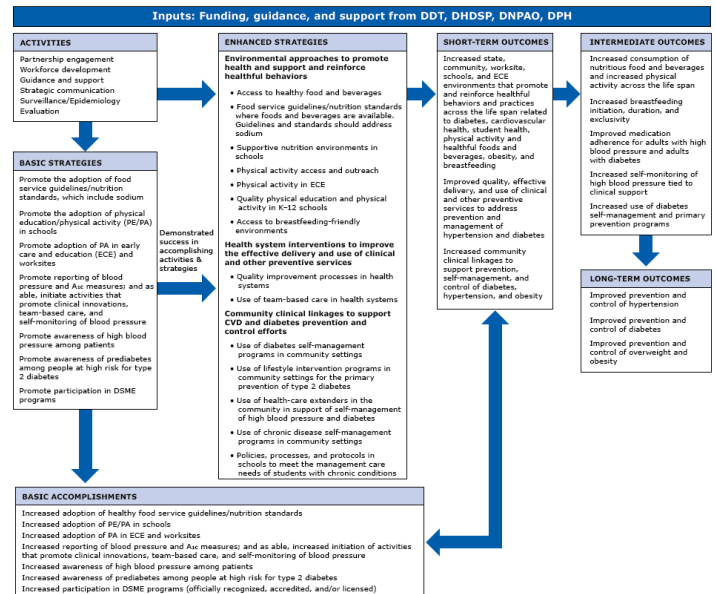 Inputs: Funding, guidance, and support from DDT, DHDSP, DNPAO, DPH
ACTIVITIES
Partnership engagement
Workforce development
Guidance and support
Strategic communication
Surveillance/Epidemiology
Evaluation
BASIC STRATEGIES
Promote the adoption of food
service guidelines/nutrition
standards, which include sodium
Promote the adoption of physical
education/physical activity (PE/PA)
in schools
Promote adoption of PA in early
care and education (ECE) and
worksites
Promote reporting of blood
pressure and A1c measures; and as
able, initiate activities that
promote clinical innovations,
team-based care, and
self-monitoring of blood pressure
Promote awareness of high blood
pressure among patients
Promote awareness of prediabetes
among people at high risk for type
2 diabetes
Promote participation in DSME
programs
Demonstrated
success in
accomplishing
activities &
strategies
ENHANCED STRATEGIES
Environmental approaches to promote
health and support and reinforce
healthful behaviors
• Access to healthy food and beverages
• Food service guidelines/nutrition standards
where foods and beverages are available.
Guidelines and standards should address
sodium
• Supportive nutrition environments in
schools
• Physical activity access and outreach
• Physical activity in ECE
• Quality physical education and physical
activity in K–12 schools
• Access to breastfeeding-friendly
environments
Health system interventions to improve
the effective delivery and use of clinical
and other preventive services
• Quality improvement processes in health
systems
• Use of team-based care in health systems
Community clinical linkages to support
CVD and diabetes prevention and
control efforts
• Use of diabetes self-management
programs in community settings
• Use of lifestyle intervention programs in
community settings for the primary
prevention of type 2 diabetes
• Use of health-care extenders in the
community in support of self-management
of high blood pressure and diabetes
• Use of chronic disease self-management
programs in community settings
• Policies, processes, and protocols in
schools to meet the management care
needs of students with chronic conditions
SHORT-TERM OUTCOMES
Increased state,
community, worksite,
schools, and ECE
environments that promote
and reinforce healthful
behaviors and practices
across the life span related
to diabetes, cardiovascular
health, student health,
physical activity and
healthful foods and
beverages, obesity, and
breastfeeding
Improved quality, effective
delivery, and use of clinical
and other preventive
services to address
prevention and
management of
hypertension and diabetes
Increased community
clinical linkages to
support prevention,
self-management, and
control of diabetes,
hypertension, and obesity
INTERMEDIATE OUTCOMES
Increased consumption of
nutritious food and beverages
and increased physical
activity across the life span
Increased breastfeeding
initiation, duration, and
exclusivity
Improved medication
adherence for adults with high
blood pressure and adults
with diabetes
Increased self-monitoring of
high blood pressure tied to
clinical support
Increased use of diabetes
self-management and primary
prevention programs
LONG-TERM OUTCOMES
Improved prevention and
control of hypertension
Improved prevention and
control of diabetes
Improved prevention and
control of overweight and
obesity
BASIC ACCOMPLISHMENTS
Increased adoption of healthy food service guidelines/nutrition standards
Increased adoption of PE/PA in schools
Increased adoption of PA in ECE and worksites
Increased reporting of blood pressure and A1c measures; and as able, increased initiation of activities
that promote clinical innovations, team-based care, and self-monitoring of blood pressure
Increased awareness of high blood pressure among patients
Increased awareness of prediabetes among people at high risk for type 2 diabetes
Increased participation in DSME programs (officially recognized, accredited, and/or licensed)